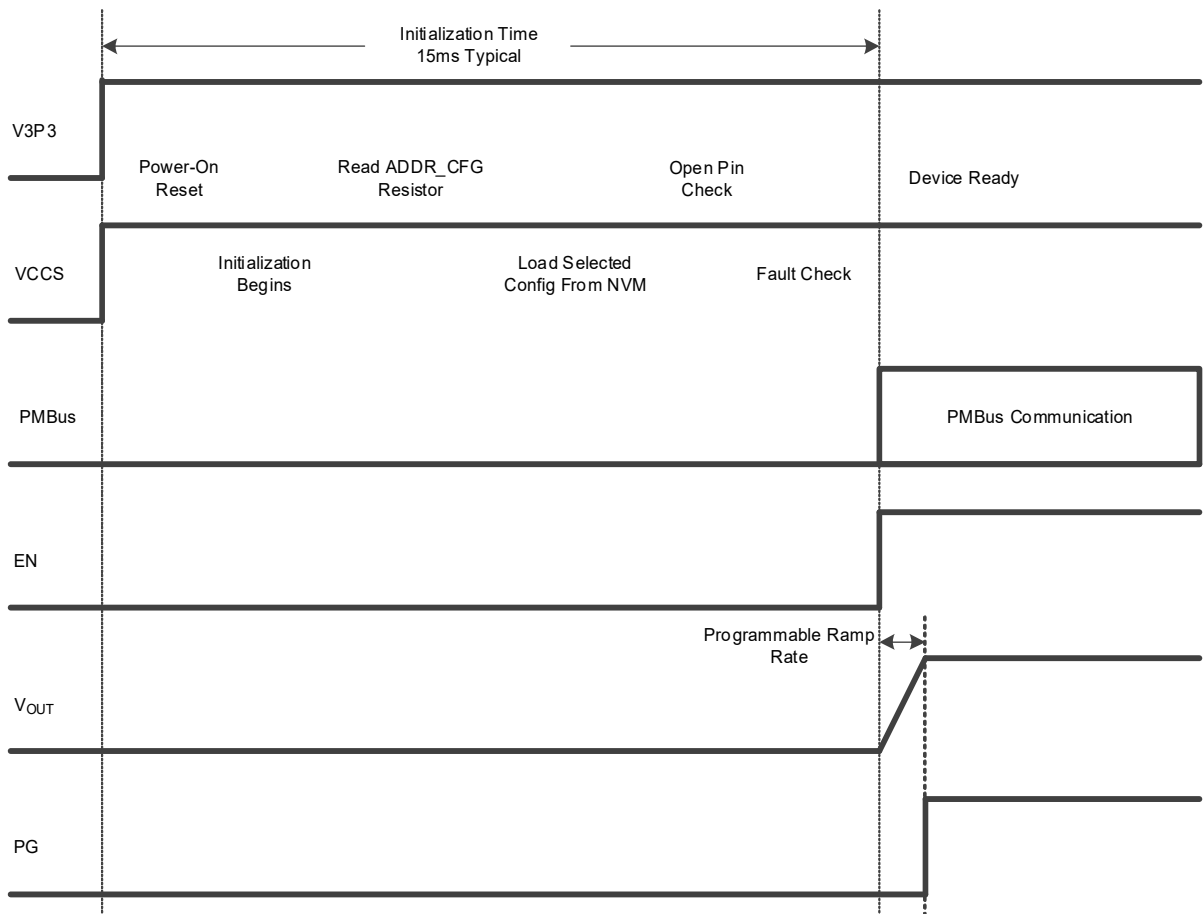 Initialization Time
15ms Typical
V3P3
Power-On
Reset
Read ADDR_CFG
Resistor
Open Pin
Check
Device Ready
VCCS
Initialization
Begins
Load Selected
Config From NVM
Fault Check
PMBus
PMBus Communication
EN
Programmable Ramp
Rate
VOUT
PG